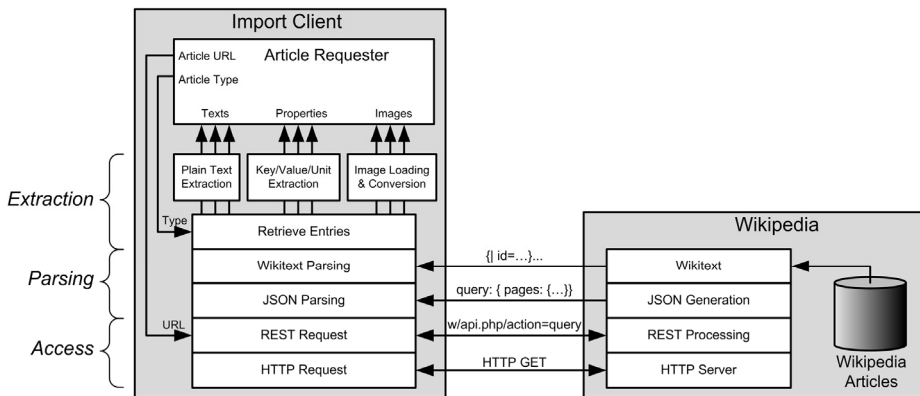 Import Client
Article URL
Article Requester
Article Type
Texts
Properties
Images
Plain Text
Extraction
Key/Value/Unit
Extraction
Image Loading
& Conversion
Extraction
Type
Retrieve Entries
Wikipedia
Parsing
Wikitext Parsing
{| id=…}...
Wikitext
JSON Parsing
query: { pages: {…}}
JSON Generation
Access
URL
REST Request
w/api.php/action=query
REST Processing
HTTP Request
HTTP GET
HTTP Server
Wikipedia
Articles